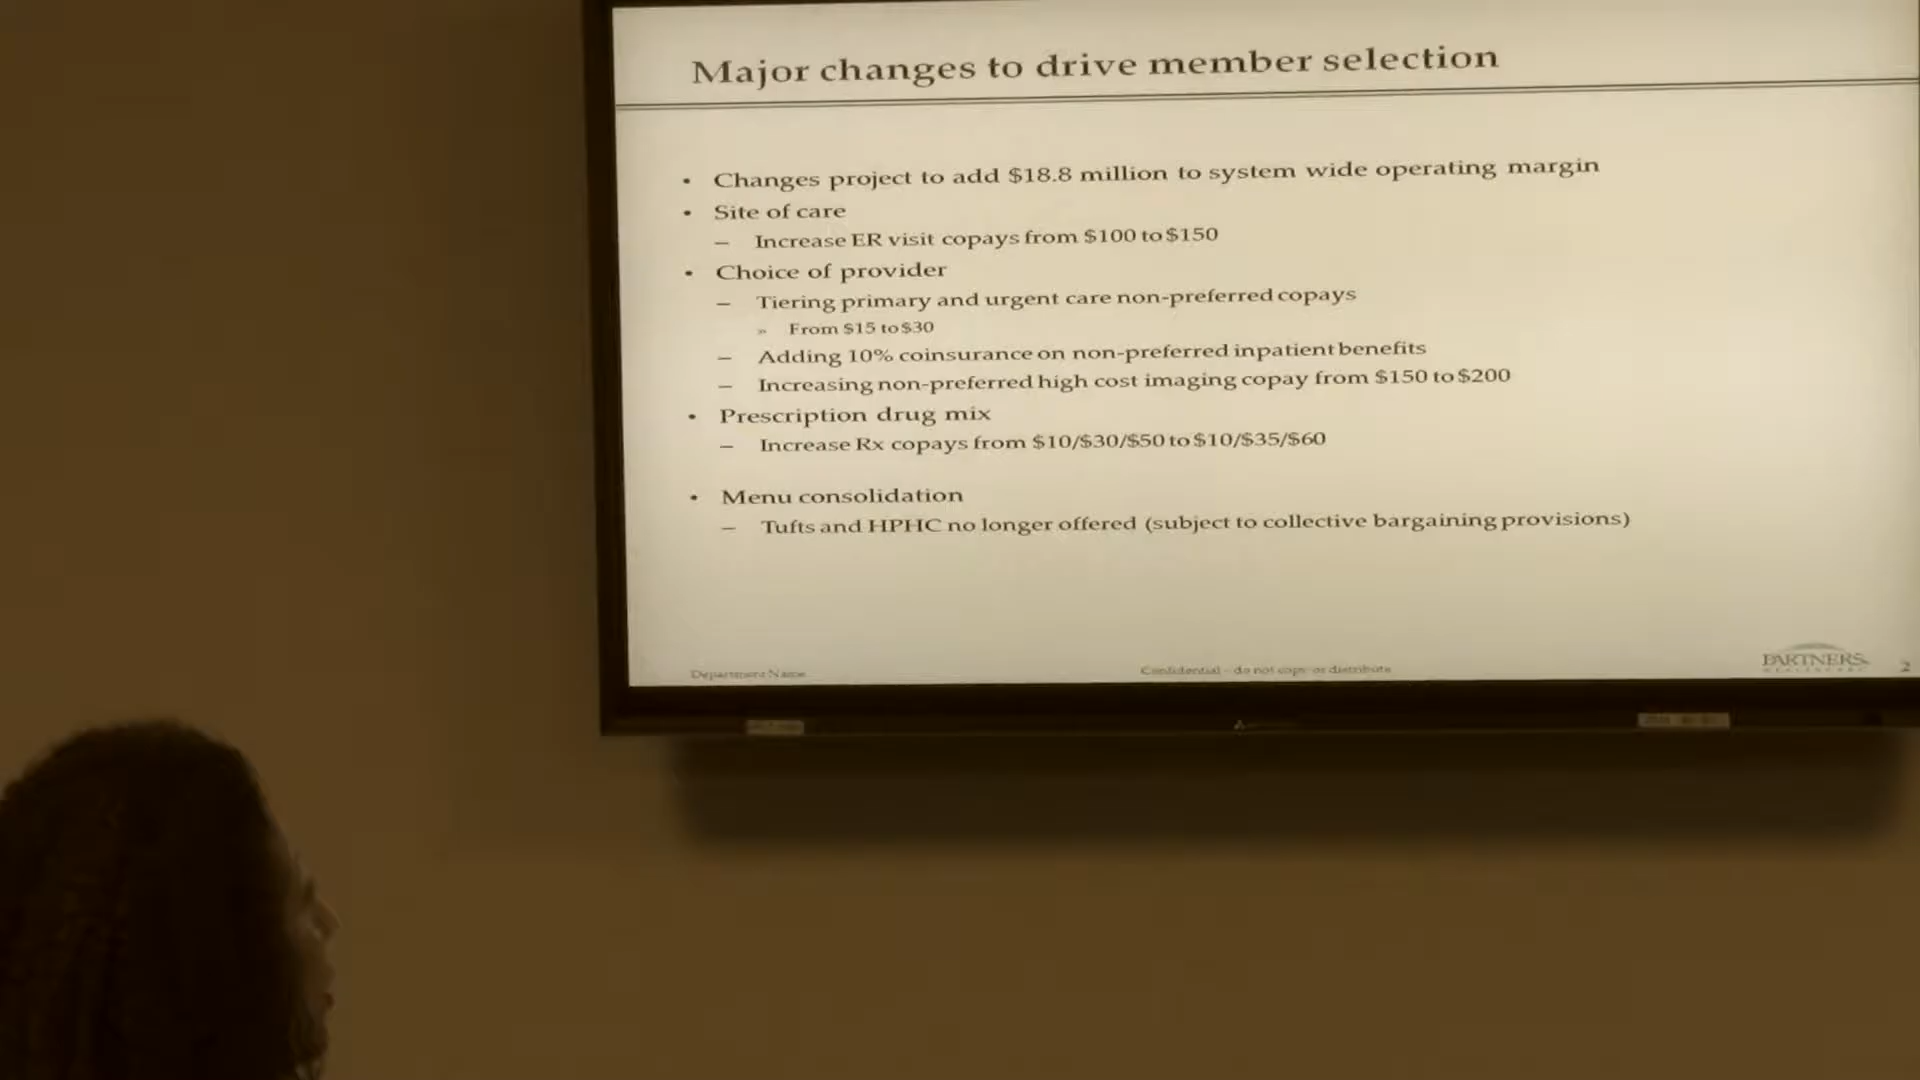 Major changes to drive member selection
• Changes project to add $18.8 million to system wide operating margin
• Site of care
– Increase ER visit copays from $100 to $150
• Choice of provider
– Tiering primary and urgent care non-preferred copays
» From $15 to $30
– Adding 10% coinsurance on non-preferred inpatient benefits
– Increasing non-preferred high cost imaging copay from $150 to $200
• Prescription drug mix
– Increase Rx copays from $10/$30/$50 to $10/$35/$60
• Menu consolidation
– Tufts and HPHC no longer offered (subject to collective bargaining provisions)
Department Name
Confidential – do not copy or distribute
PARTNERS
2